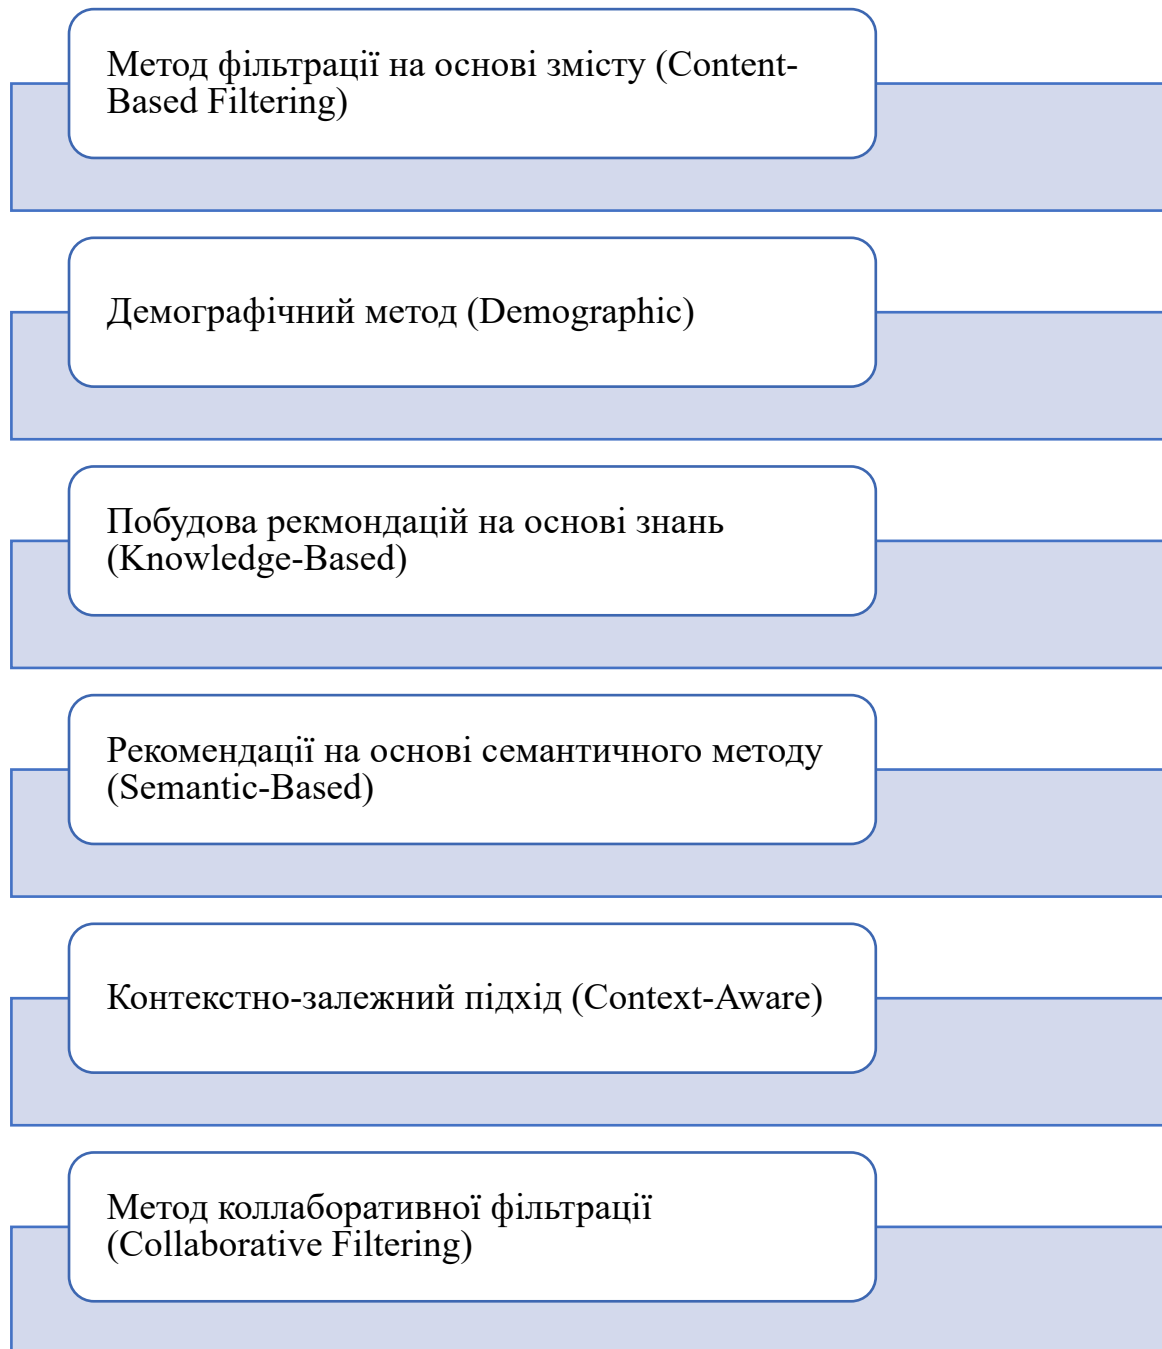 Метод фільтрації на основі змісту (Content-
Based Filtering)
Демографічний метод (Demographic)
Побудова рекмондацій на основі знань
(Knowledge-Based)
Рекомендації на основі семантичного методу
(Semantic-Based)
Контекстно-залежний підхід (Context-Aware)
Метод коллаборативної фільтрації
(Collaborative Filtering)